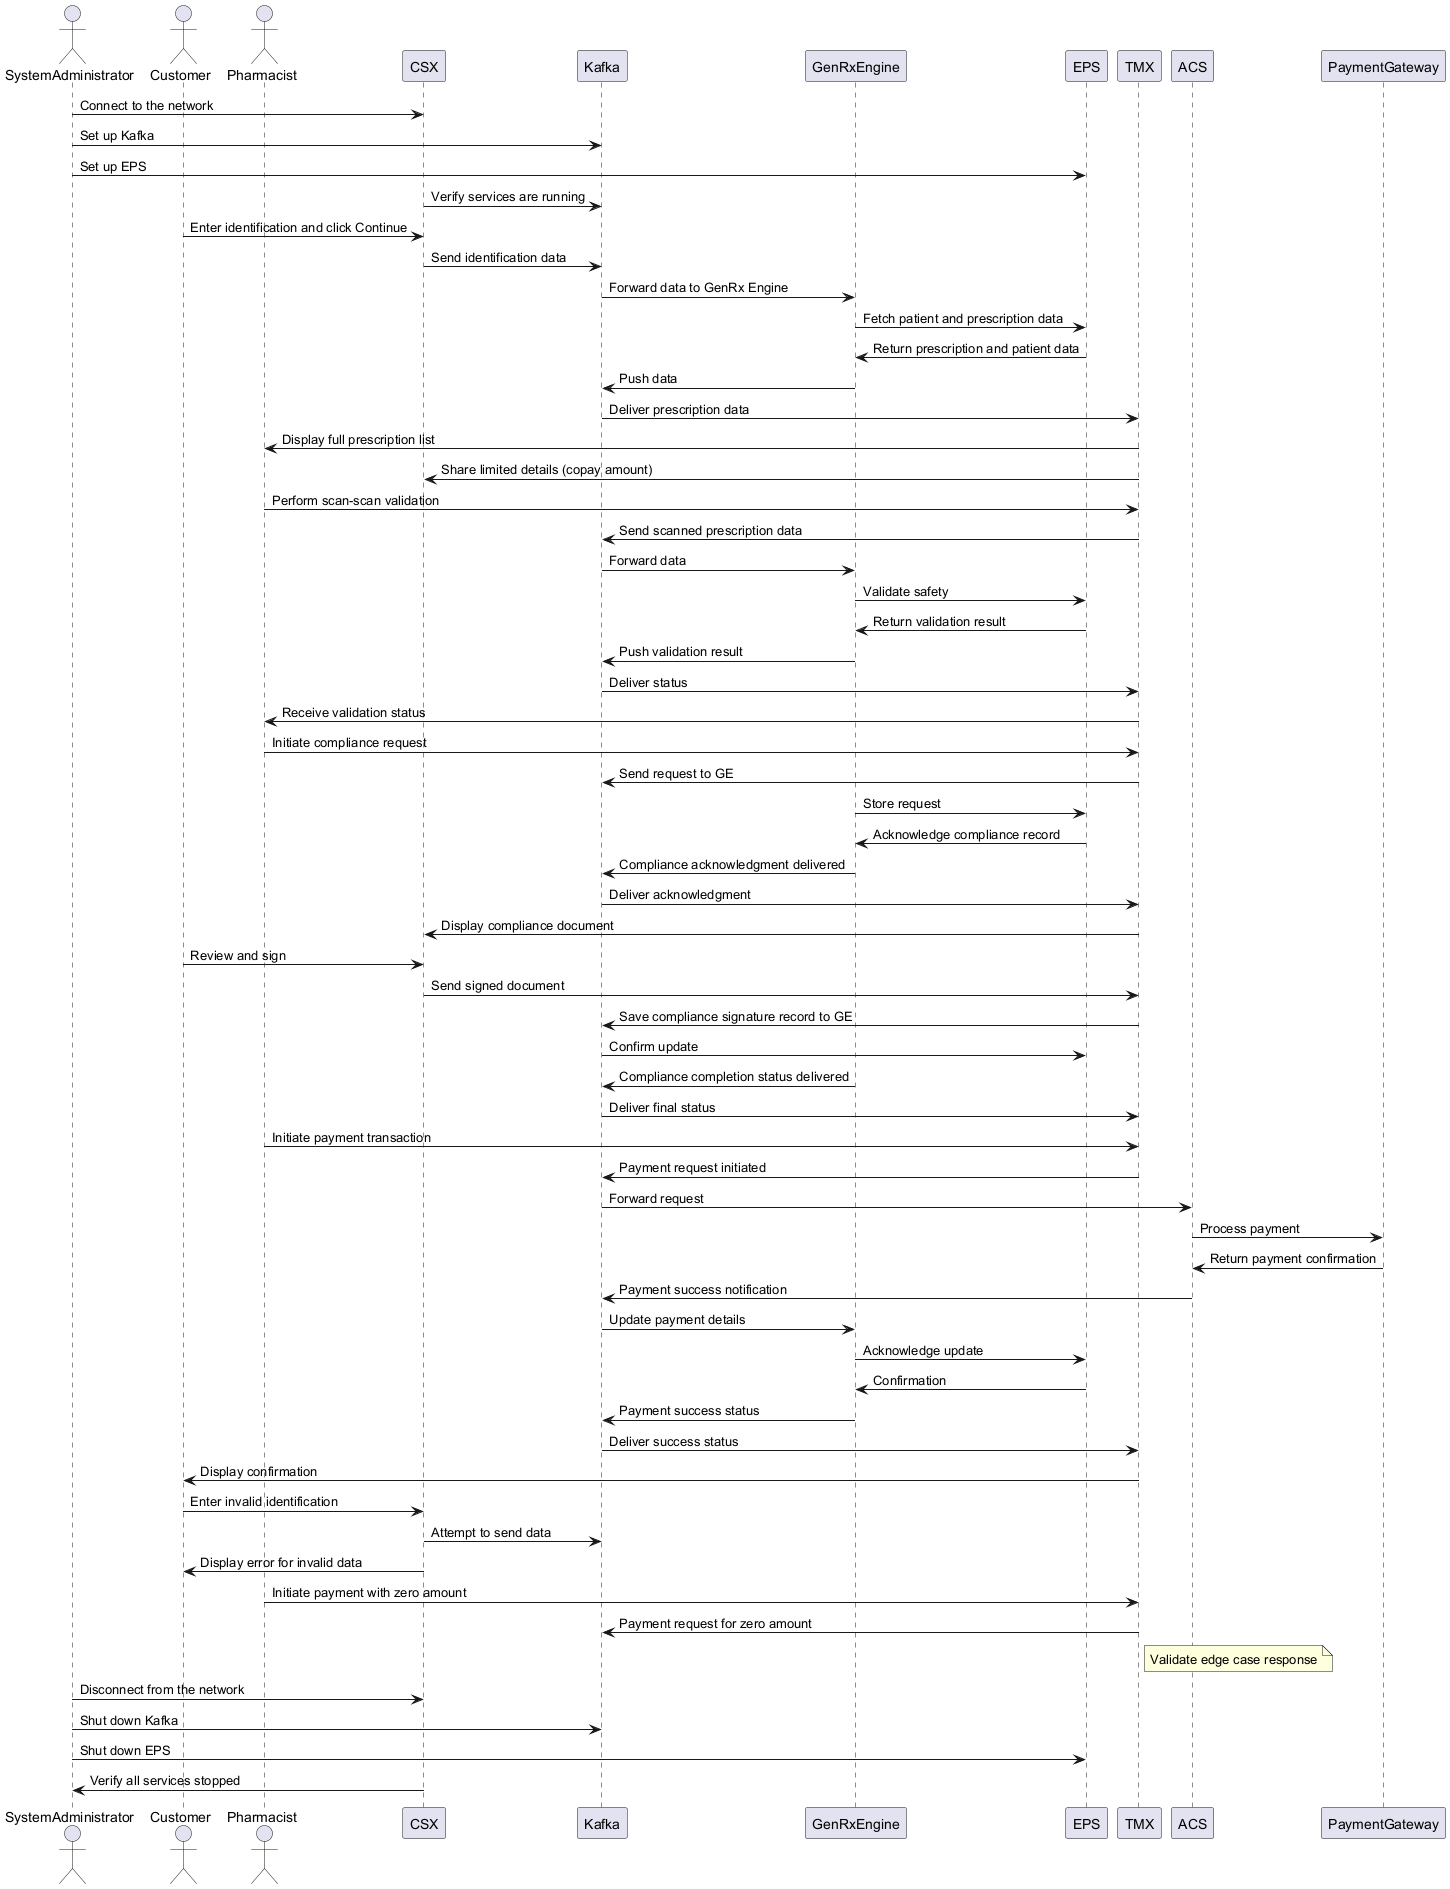 SystemAdministrator Customer Pharmacist CSX Kafka GenRxEngine EPS TMX ACS PaymentGateway
Connect to the network
Set up Kafka
Set up EPS
Verify services are running
Enter identification and click Continue
Send identification data
Forward data to GenRx Engine
Fetch patient and prescription data
Return prescription and patient data
Push data
Deliver prescription data
Display full prescription list
Share limited details (copay amount)
Perform scan-scan validation
Send scanned prescription data
Forward data
Validate safety
Return validation result
Push validation result
Deliver status
Receive validation status
Initiate compliance request
Send request to GE
Store request
Acknowledge compliance record
Compliance acknowledgment delivered
Deliver acknowledgment
Display compliance document
Review and sign
Send signed document
Save compliance signature record to GE
Confirm update
Compliance completion status delivered
Deliver final status
Initiate payment transaction
Payment request initiated
Forward request
Process payment
Return payment confirmation
Payment success notification
Update payment details
Acknowledge update
Confirmation
Payment success status
Deliver success status
Display confirmation
Enter invalid identification
Attempt to send data
Display error for invalid data
Initiate payment with zero amount
Payment request for zero amount
Validate edge case response
Disconnect from the network
Shut down Kafka
Shut down EPS
Verify all services stopped
SystemAdministrator Customer Pharmacist CSX Kafka GenRxEngine EPS TMX ACS PaymentGateway